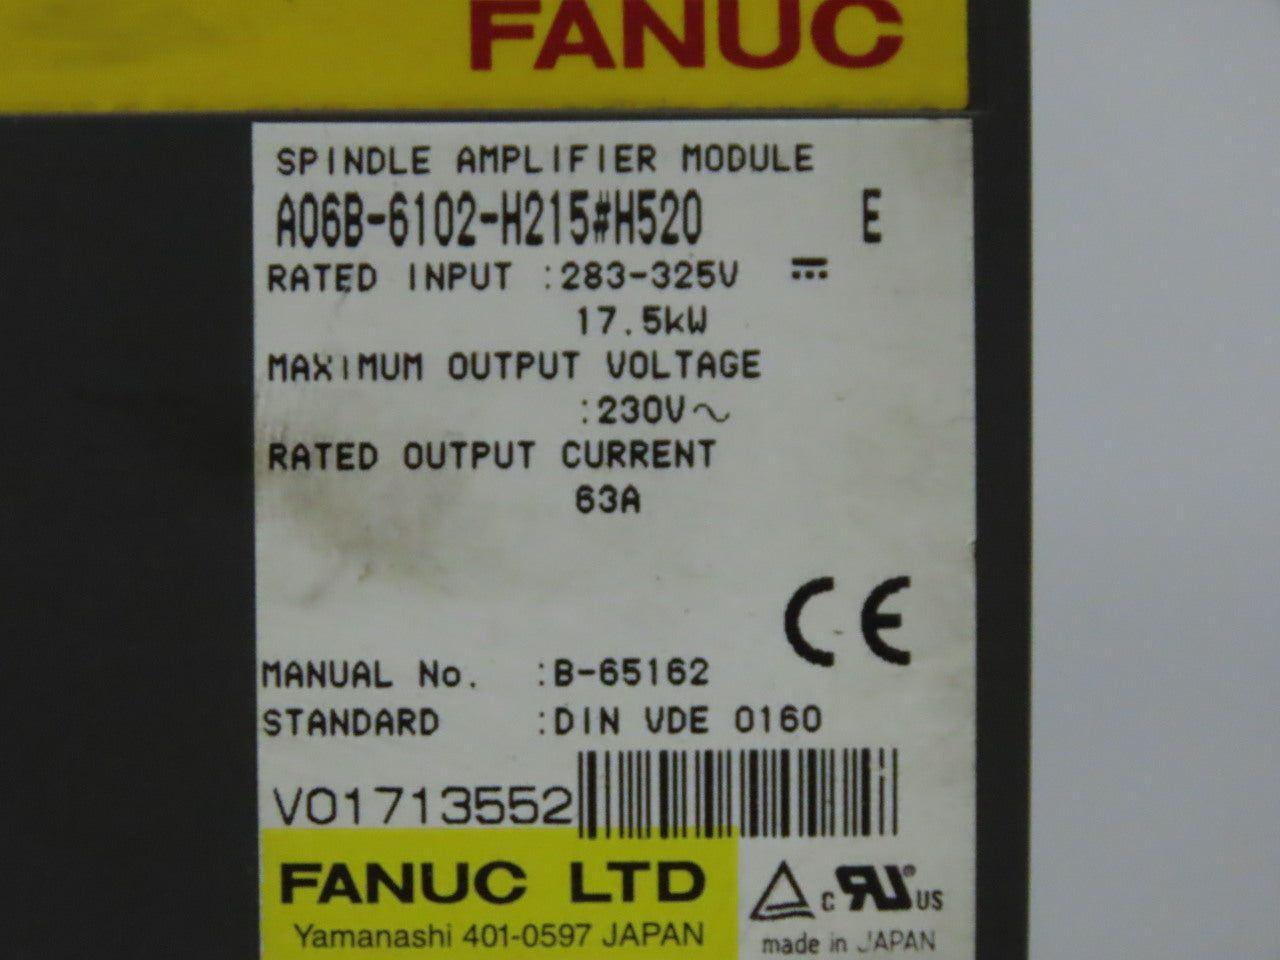 FANUC
SPINDLE AMPLIFIER MODULE
A06B-6102-H215#H520 E
RATED INPUT :283-325V ⎓
17.5kW
MAXIMUM OUTPUT VOLTAGE
:230V～
RATED OUTPUT CURRENT
63A
CE
MANUAL No. :B-65162
STANDARD :DIN VDE 0160
V01713552
FANUC LTD
Yamanashi 401-0597 JAPAN
c RU® US
made in JAPAN